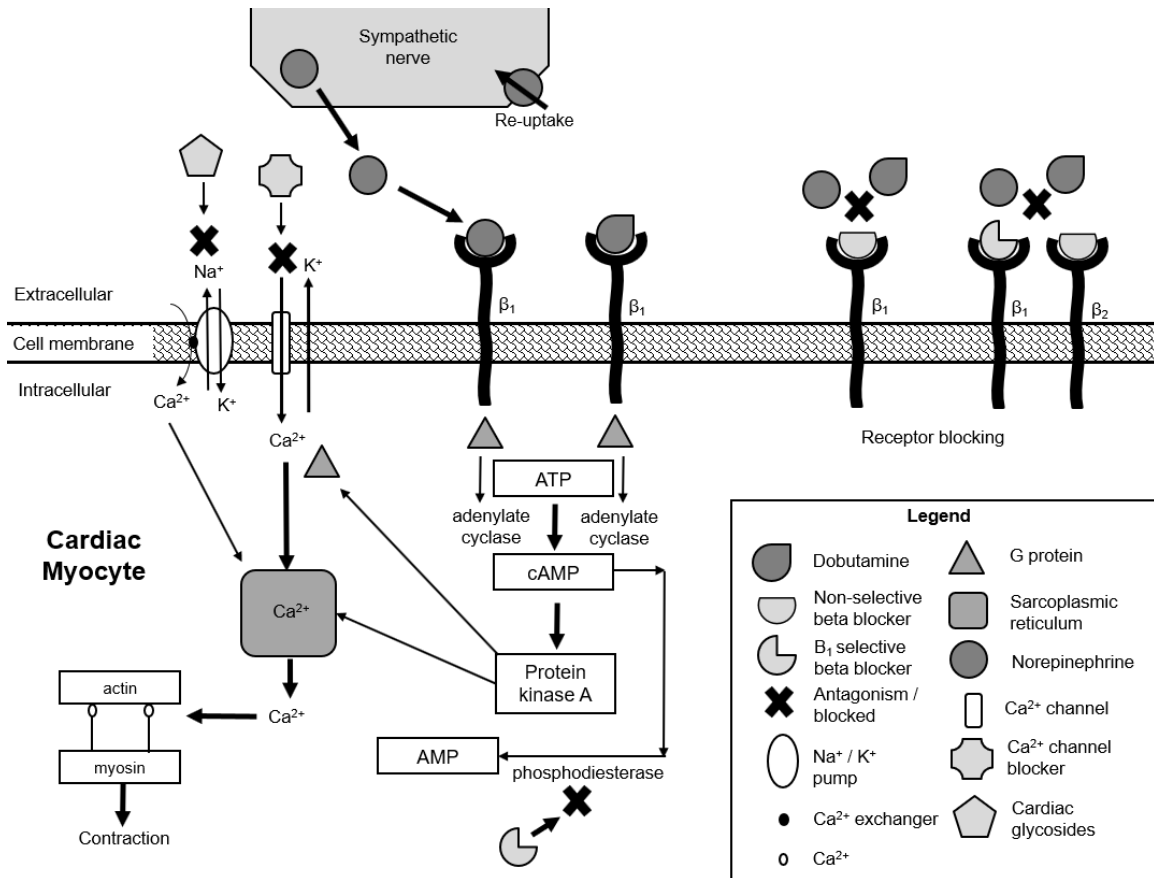 Sympathetic
nerve
Re-uptake
Na⁺
K⁺
Extracellular
β₁
β₁
β₁
β₁
β₂
Cell membrane
Intracellular
Ca²⁺
K⁺
Ca²⁺
Receptor blocking
ATP
adenylate
cyclase
adenylate
cyclase
Cardiac
Myocyte
cAMP
Ca²⁺
Protein
kinase A
actin
Ca²⁺
myosin
AMP
phosphodiesterase
Contraction
Legend
Dobutamine
G protein
Non-selective
beta blocker
Sarcoplasmic
reticulum
B₁ selective
beta blocker
Norepinephrine
Antagonism /
blocked
Ca²⁺ channel
Na⁺ / K⁺
pump
Ca²⁺ channel
blocker
Ca²⁺ exchanger
Cardiac
glycosides
Ca²⁺